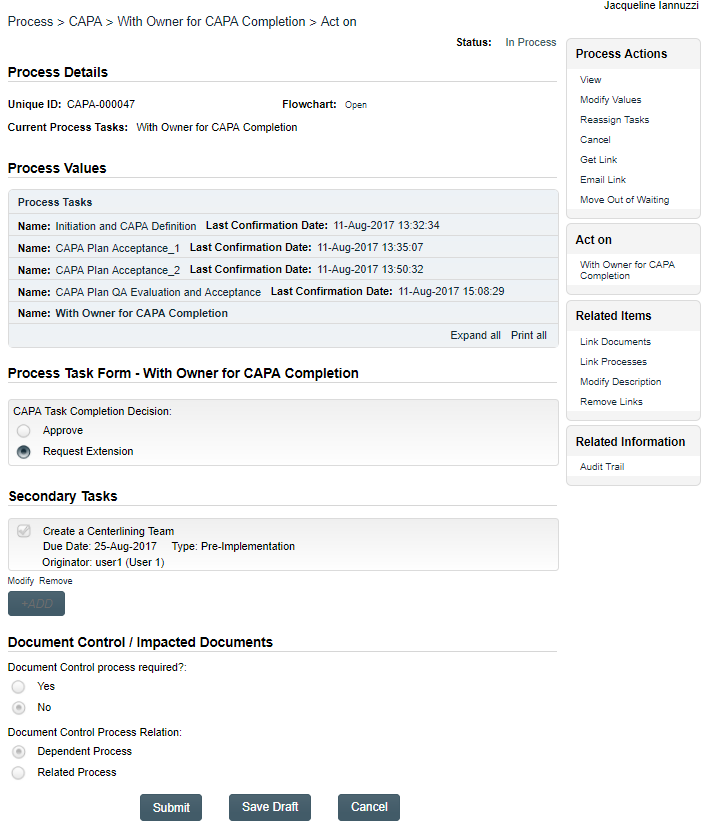 Jacqueline Iannuzzi
Process > CAPA > With Owner for CAPA Completion > Act on
Status: In Process
Process Details
Unique ID: CAPA-000047 Flowchart: Open
Current Process Tasks: With Owner for CAPA Completion
Process Values
Process Tasks
Name: Initiation and CAPA Definition Last Confirmation Date: 11-Aug-2017 13:32:34
Name: CAPA Plan Acceptance_1 Last Confirmation Date: 11-Aug-2017 13:35:07
Name: CAPA Plan Acceptance_2 Last Confirmation Date: 11-Aug-2017 13:50:32
Name: CAPA Plan QA Evaluation and Acceptance Last Confirmation Date: 11-Aug-2017 15:08:29
Name: With Owner for CAPA Completion
Expand all Print all
Process Task Form - With Owner for CAPA Completion
CAPA Task Completion Decision:
Approve
Request Extension
Secondary Tasks
Create a Centerlining Team
Due Date: 25-Aug-2017 Type: Pre-Implementation
Originator: user1 (User 1)
Modify Remove
+ADD
Document Control / Impacted Documents
Document Control process required?:
Yes
No
Document Control Process Relation:
Dependent Process
Related Process
Submit Save Draft Cancel
Process Actions
View
Modify Values
Reassign Tasks
Cancel
Get Link
Email Link
Move Out of Waiting
Act on
With Owner for CAPA
Completion
Related Items
Link Documents
Link Processes
Modify Description
Remove Links
Related Information
Audit Trail